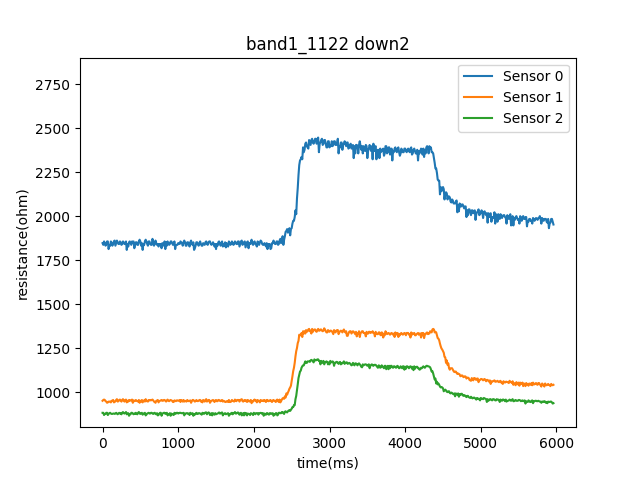 band1_1122 down2
Sensor 0
Sensor 1
Sensor 2
2750
2500
2250
2000
1750
1500
1250
1000
resistance(ohm)
0 1000 2000 3000 4000 5000 6000
time(ms)